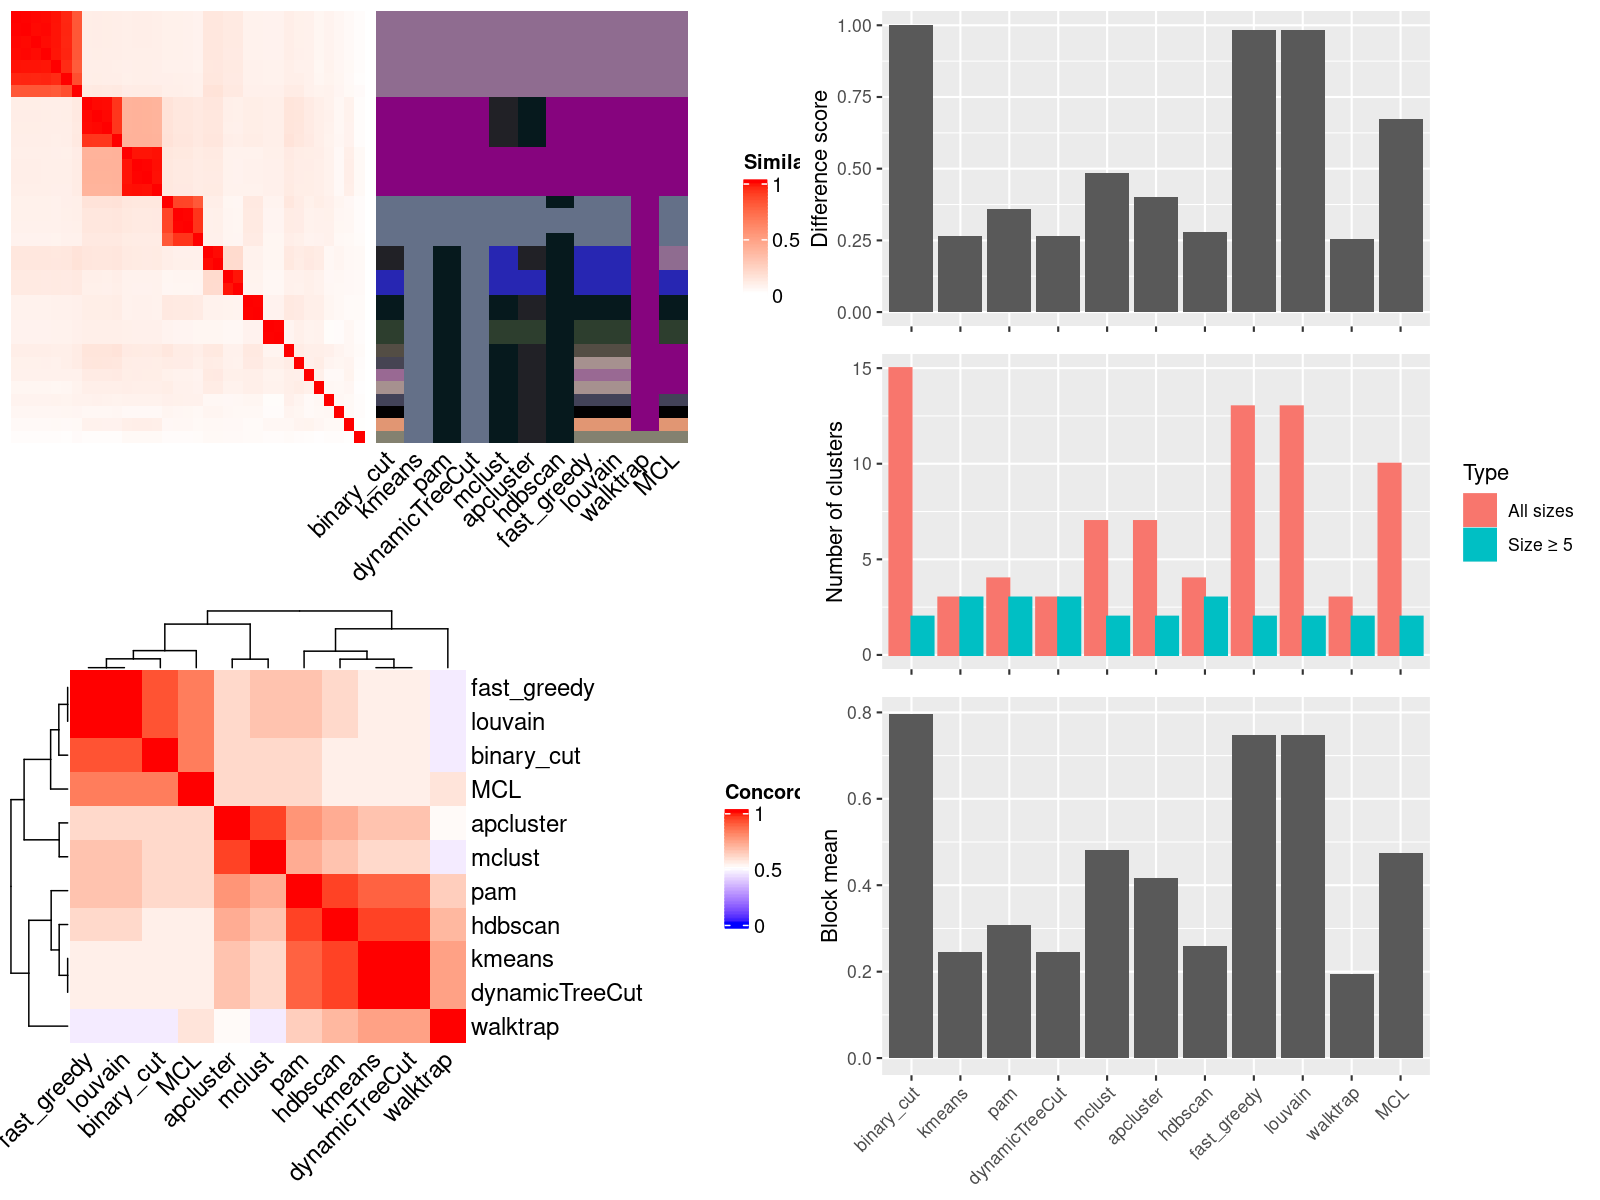 Simila
1
0.5
0
binary_cut
kmeans
pam
dynamicTreeCut
mclust
apcluster
hdbscan
fast_greedy
louvain
walktrap
MCL
fast_greedy
louvain
binary_cut
MCL
apcluster
mclust
pam
hdbscan
kmeans
dynamicTreeCut
walktrap
Concord
1
0.5
0
fast_greedy
louvain
binary_cut
MCL
apcluster
mclust
pam
hdbscan
kmeans
dynamicTreeCut
walktrap
Difference score
1.00
0.75
0.50
0.25
0.00
Number of clusters
15
10
5
0
Type
All sizes
Size ≥ 5
Block mean
0.8
0.6
0.4
0.2
0.0
binary_cut
kmeans
pam
dynamicTreeCut
mclust
apcluster
hdbscan
fast_greedy
louvain
walktrap
MCL